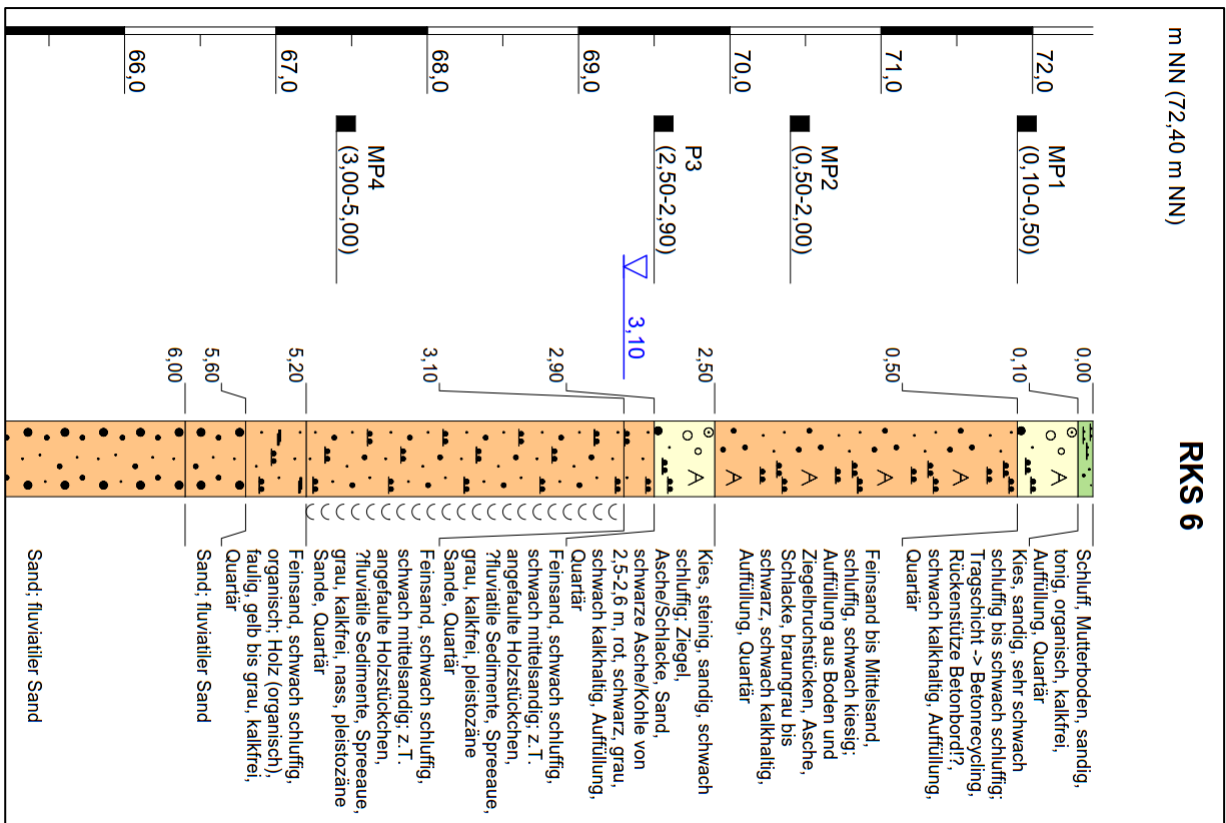 RKS 6
m NN (72,40 m NN)
72,0
71,0
70,0
69,0
68,0
67,0
66,0
MP1
(0,10-0,50)
MP2
(0,50-2,00)
P3
(2,50-2,90)
MP4
(3,00-5,00)
3,10
0,00
0,10
0,50
2,50
2,90
3,10
5,20
5,60
6,00
A
A
A
A
A
A
Schluff, Mutterboden, sandig,
tonig, organisch, kalkfrei,
Auffüllung, Quartär
Kies, sandig, sehr schwach
schluffig bis schwach schluffig;
Tragschicht -> Betonrecycling,
Rückenstütze Betonbord!?,
schwach kalkhaltig, Auffüllung,
Quartär
Feinsand bis Mittelsand,
schluffig, schwach kiesig;
Auffüllung aus Boden und
Ziegelbruchstücken, Asche,
Schlacke, braungrau bis
schwarz, schwach kalkhaltig,
Auffüllung, Quartär
Kies, steinig, sandig, schwach
schluffig; Ziegel,
Asche/Schlacke, Sand,
schwarze Asche/Kohle von
2,5-2,6 m, rot, schwarz, grau,
schwach kalkhaltig, Auffüllung,
Quartär
Feinsand, schwach schluffig,
schwach mittelsandig; z.T.
angefaulte Holzstückchen,
?fluviatile Sedimente, Spreeaue,
grau, kalkfrei, pleistozäne
Sande, Quartär
Feinsand, schwach schluffig,
schwach mittelsandig; z.T.
angefaulte Holzstückchen,
?fluviatile Sedimente, Spreeaue,
grau, kalkfrei, nass, pleistozäne
Sande, Quartär
Feinsand, schwach schluffig,
organisch; Holz (organisch),
faulig, gelb bis grau, kalkfrei,
Quartär
Sand; fluviatiler Sand
Sand; fluviatiler Sand